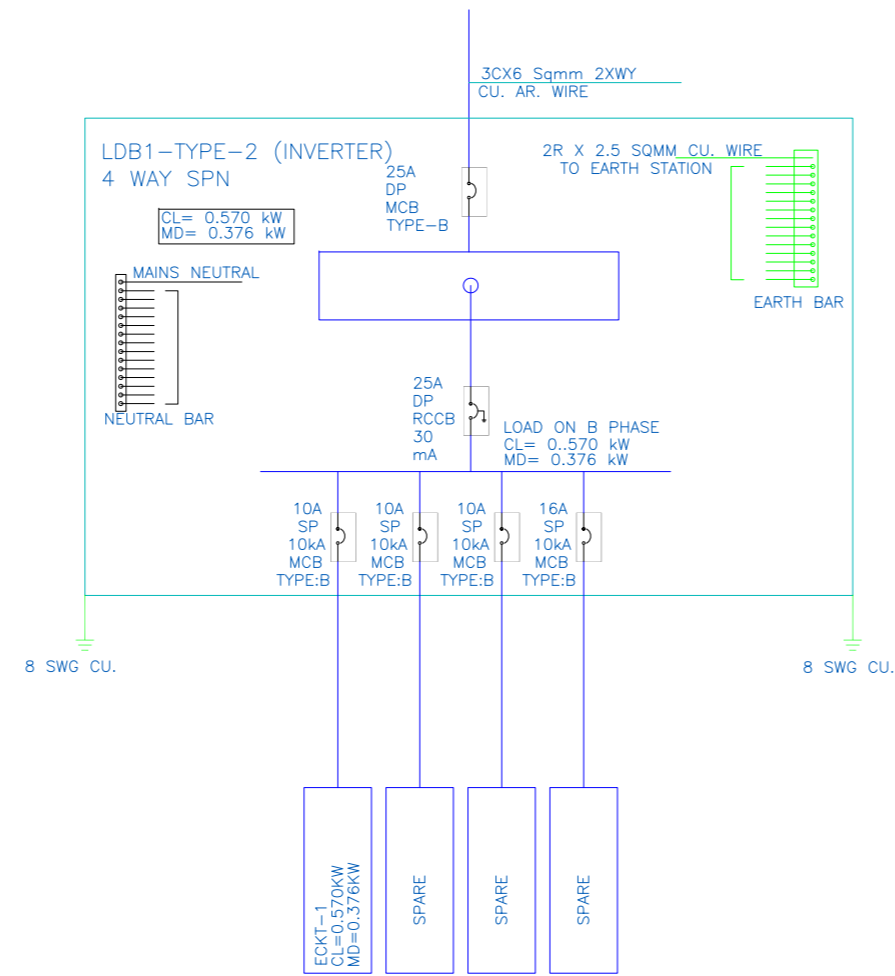 3CX6 Sqmm 2XWY
CU. AR. WIRE
LDB1-TYPE-2 (INVERTER)
4 WAY SPN
CL= 0.570 kW
MD= 0.376 kW
25A
DP
MCB
TYPE-B
2R X 2.5 SQMM CU. WIRE
TO EARTH STATION
MAINS NEUTRAL
EARTH BAR
NEUTRAL BAR
25A
DP
RCCB
30
mA
LOAD ON B PHASE
CL= 0..570 kW
MD= 0.376 kW
10A
SP
10kA
MCB
TYPE:B
10A
SP
10kA
MCB
TYPE:B
10A
SP
10kA
MCB
TYPE:B
16A
SP
10kA
MCB
TYPE:B
8 SWG CU.
8 SWG CU.
ECKT-1
CL=0.570KW
MD=0.376KW
SPARE
SPARE
SPARE